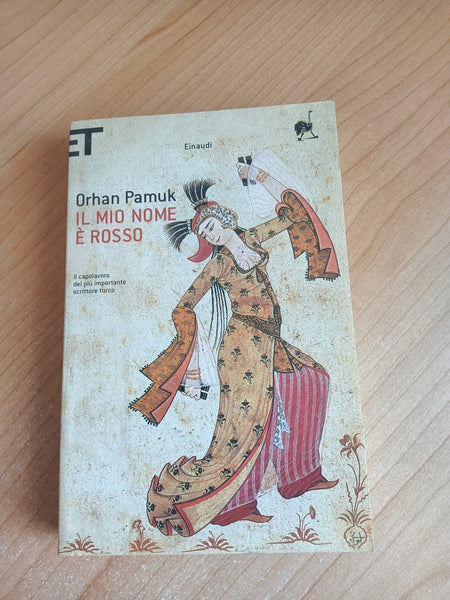 ET
Einaudi
Orhan Pamuk
IL MIO NOME
È ROSSO
Il capolavoro
del più importante
scrittore turco